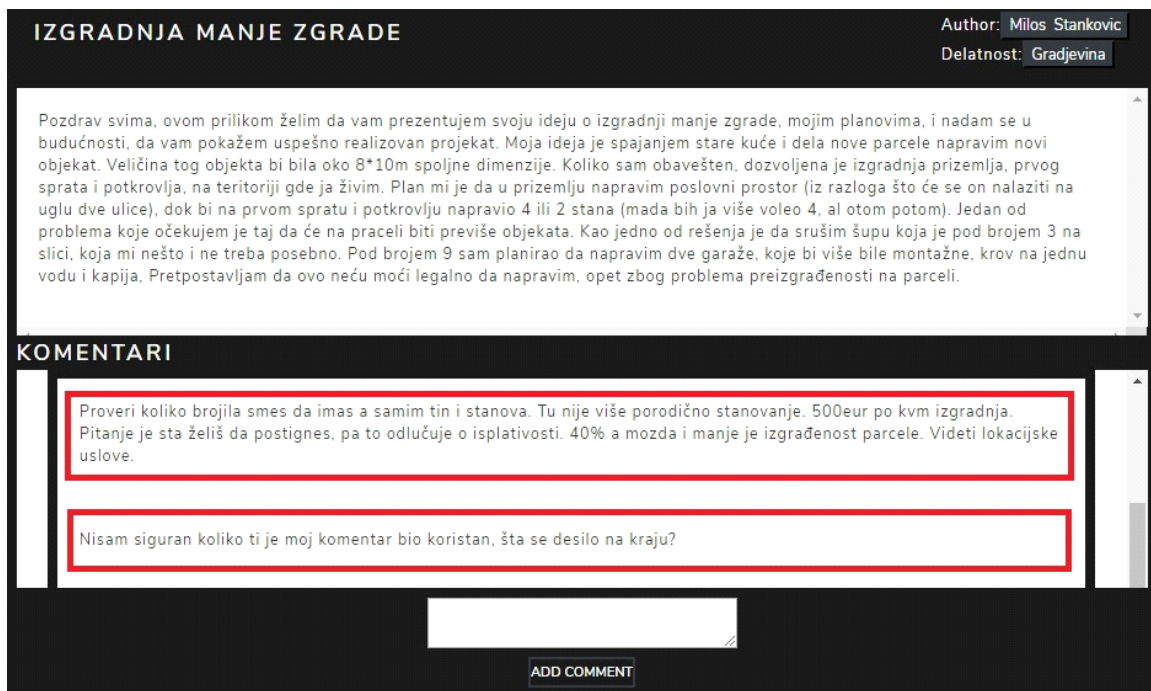 IZGRADNJA MANJE ZGRADE
Author: Milos Stankovic
Delatnost: Gradjevina
Pozdrav svima, ovom prilikom želim da vam prezentujem svoju ideju o izgradnji manje zgrade, mojim planovima, i nadam se u
budućnosti, da vam pokažem uspešno realizovan projekat. Moja ideja je spajanjem stare kuće i dela nove parcele napravim novi
objekat. Veličina tog objekta bi bila oko 8*10m spoljne dimenzije. Koliko sam obavešten, dozvoljena je izgradnja prizemlja, prvog
sprata i potkrovlja, na teritoriji gde ja živim. Plan mi je da u prizemlju napravim poslovni prostor (iz razloga što će se on nalaziti na
uglu dve ulice), dok bi na prvom spratu i potkrovlju napravio 4 ili 2 stana (mada bih ja više voleo 4, al otom potom). Jedan od
problema koje očekujem je taj da će na praceli biti previše objekata. Kao jedno od rešenja je da srušim šupu koja je pod brojem 3 na
slici, koja mi nešto i ne treba posebno. Pod brojem 9 sam planirao da napravim dve garaže, koje bi više bile montažne, krov na jednu
vodu i kapija, Pretpostavljam da ovo neću moći legalno da napravim, opet zbog problema preizgrađenosti na parceli.
KOMENTARI
Proveri koliko brojila smes da imas a samim tin i stanova. Tu nije više porodično stanovanje. 500eur po kvm izgradnja.
Pitanje je sta želiš da postignes, pa to odlučuje o isplativosti. 40% a mozda i manje je izgrađenost parcele. Videti lokacijske
uslove.
Nisam siguran koliko ti je moj komentar bio koristan, šta se desilo na kraju?
ADD COMMENT